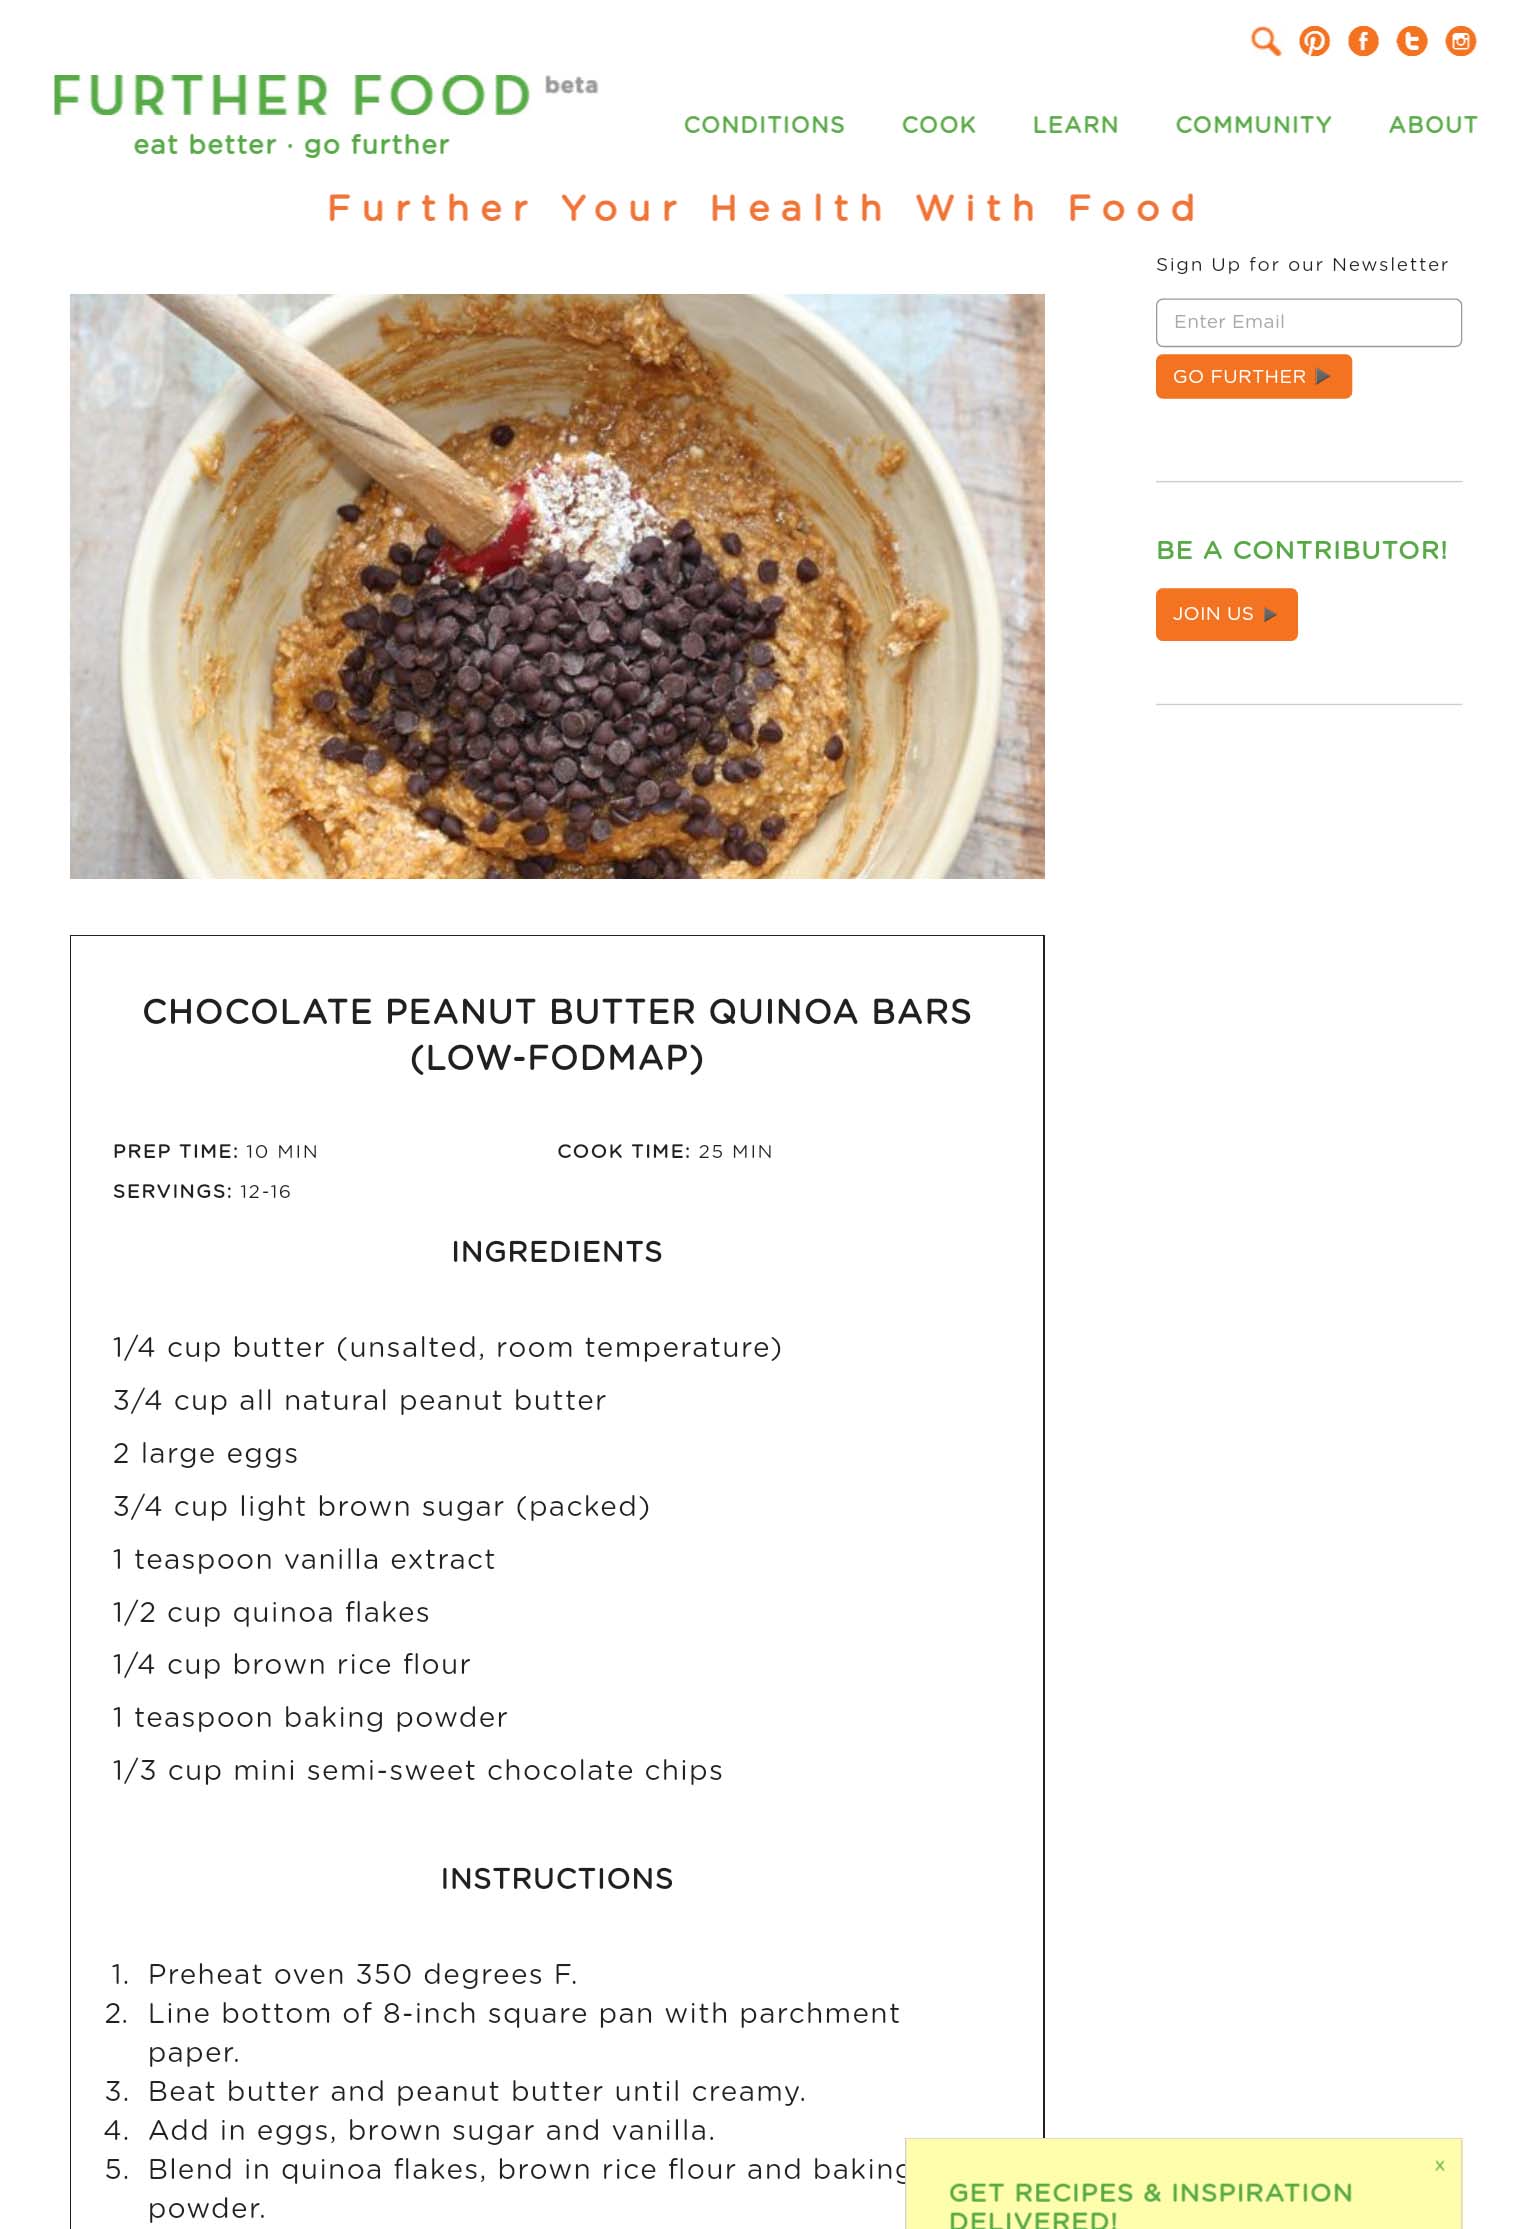 FURTHER FOOD beta
eat better · go further
CONDITIONS COOK LEARN COMMUNITY ABOUT
Further Your Health With Food
Sign Up for our Newsletter
Enter Email
GO FURTHER
BE A CONTRIBUTOR!
JOIN US
CHOCOLATE PEANUT BUTTER QUINOA BARS
(LOW-FODMAP)
PREP TIME: 10 MIN COOK TIME: 25 MIN
SERVINGS: 12-16
INGREDIENTS
1/4 cup butter (unsalted, room temperature)
3/4 cup all natural peanut butter
2 large eggs
3/4 cup light brown sugar (packed)
1 teaspoon vanilla extract
1/2 cup quinoa flakes
1/4 cup brown rice flour
1 teaspoon baking powder
1/3 cup mini semi-sweet chocolate chips
INSTRUCTIONS
1. Preheat oven 350 degrees F.
2. Line bottom of 8-inch square pan with parchment
paper.
3. Beat butter and peanut butter until creamy.
4. Add in eggs, brown sugar and vanilla.
5. Blend in quinoa flakes, brown rice flour and baking
powder.
x
GET RECIPES & INSPIRATION
DELIVERED!